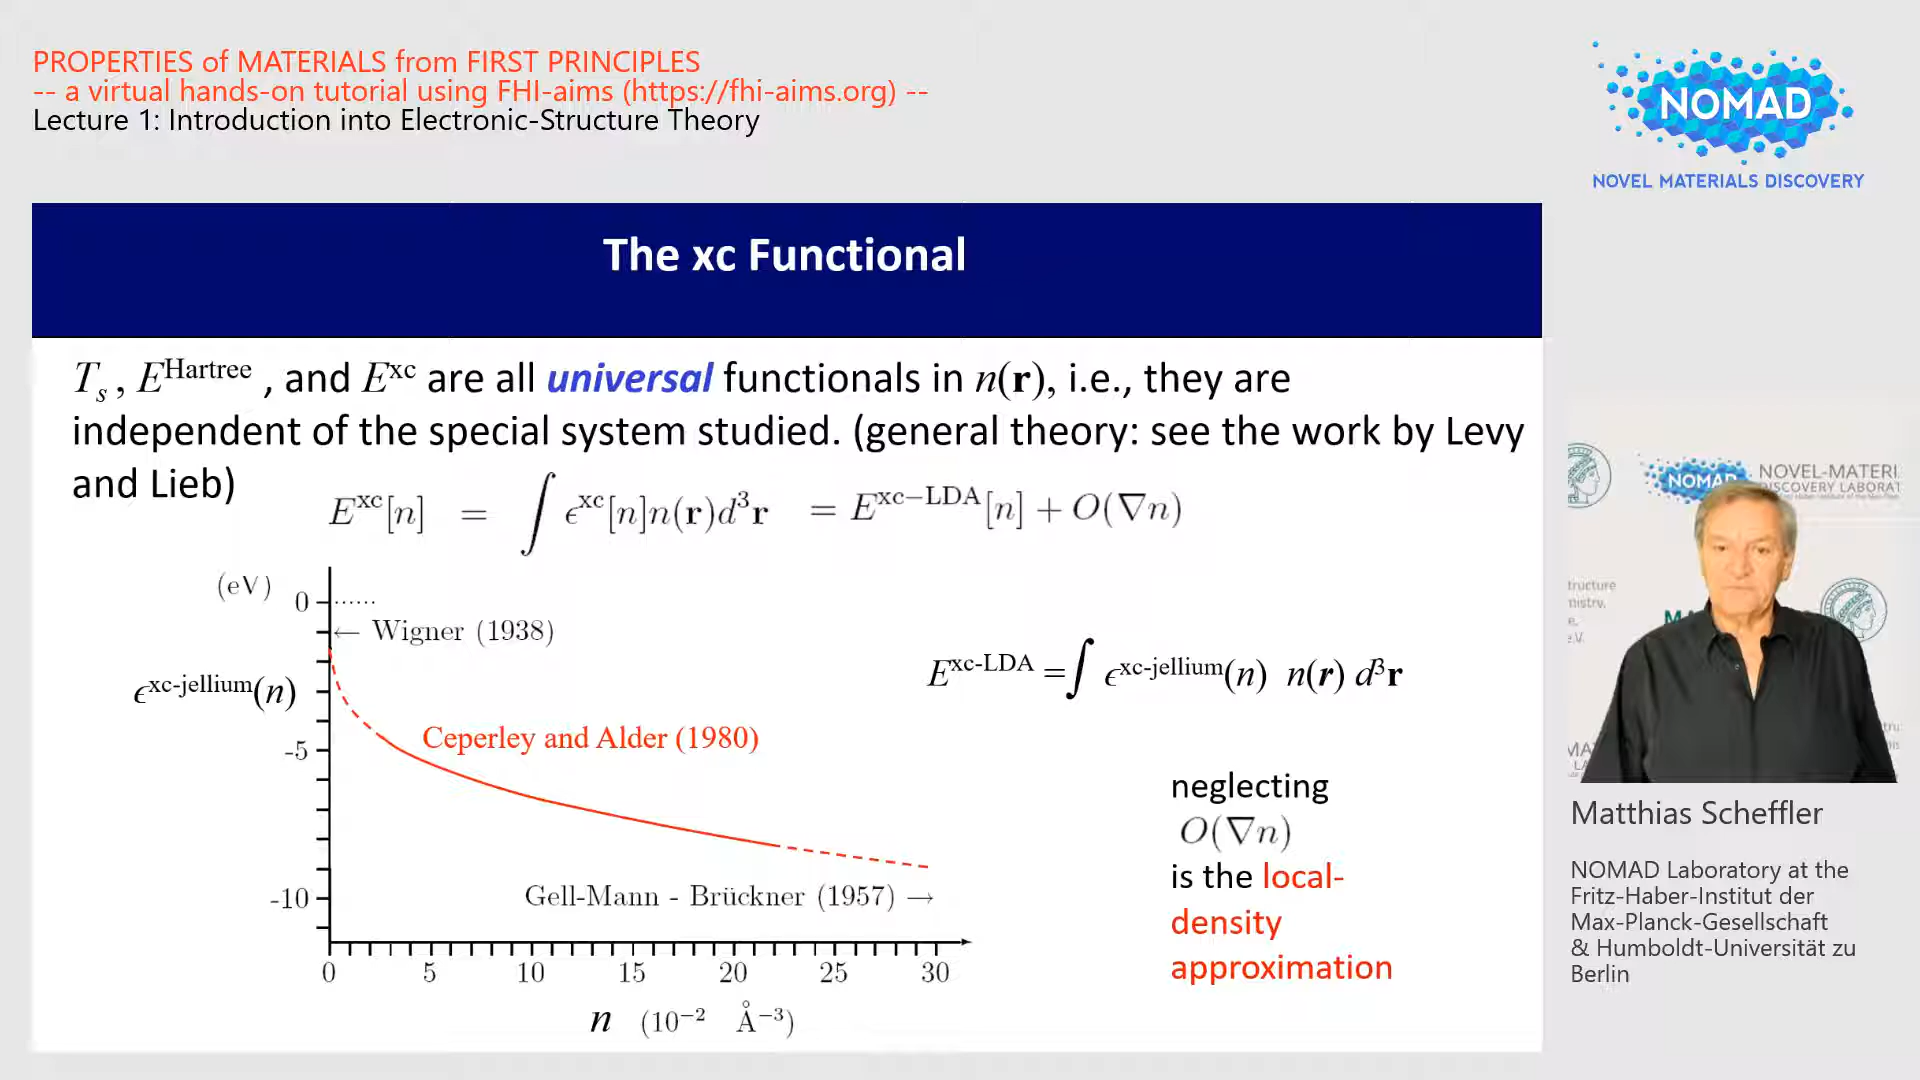 PROPERTIES of MATERIALS from FIRST PRINCIPLES
-- a virtual hands-on tutorial using FHI-aims (https://fhi-aims.org) --
Lecture 1: Introduction into Electronic-Structure Theory
NOMAD
NOVEL MATERIALS DISCOVERY
The xc Functional
T_s , E^Hartree , and E^xc are all universal functionals in n(r), i.e., they are
independent of the special system studied. (general theory: see the work by Levy
and Lieb)
E^xc[n] = ∫ ϵ^xc[n]n(r)d³r = E^xc−LDA[n] + O(∇n)
(eV)
0
← Wigner (1938)
ϵ^xc-jellium(n)
Ceperley and Alder (1980)
-5
Gell-Mann - Brückner (1957) →
-10
0 5 10 15 20 25 30
n (10⁻² Å⁻³)
E^xc-LDA = ∫ ϵ^xc-jellium(n) n(r) d³r
neglecting
O(∇n)
is the local-
density
approximation
NOMAD
NOVEL-MATERI
DISCOVERY LABORAT
tructure
mistry,
e.V.
Matthias Scheffler
NOMAD Laboratory at the
Fritz-Haber-Institut der
Max-Planck-Gesellschaft
& Humboldt-Universität zu
Berlin